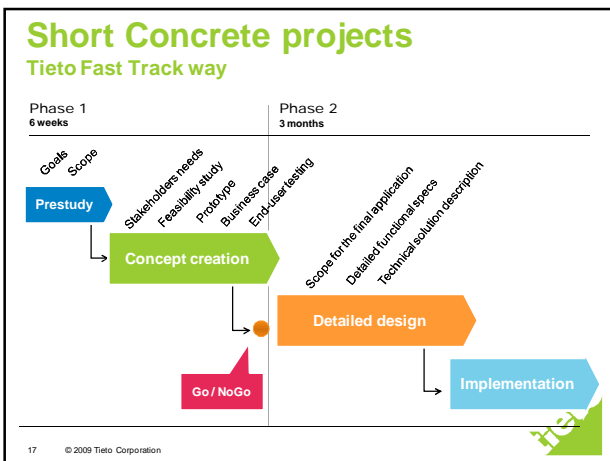 Short Concrete projects
Tieto Fast Track way
Phase 1
6 weeks
Phase 2
3 months
Goals
Scope
Stakeholders needs
Feasibility study
Prototype
Business case
End-user testing
Prestudy
Concept creation
Scope for the final application
Detailed functional specs
Technical solution description
Detailed design
Go / NoGo
Implementation
17 © 2009 Tieto Corporation